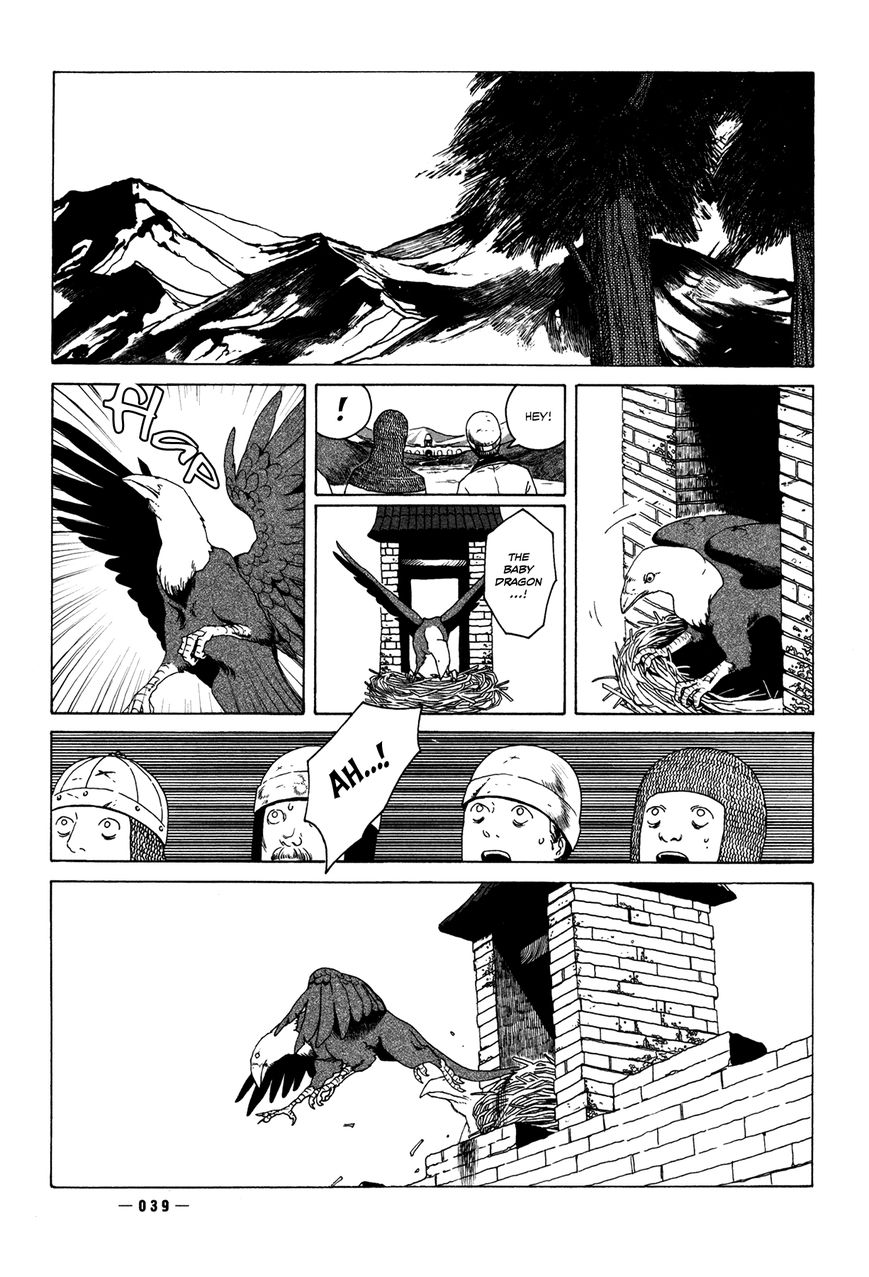 HEY!
!
THE
BABY
DRAGON
...!
Flap
AH...!
— 039 —